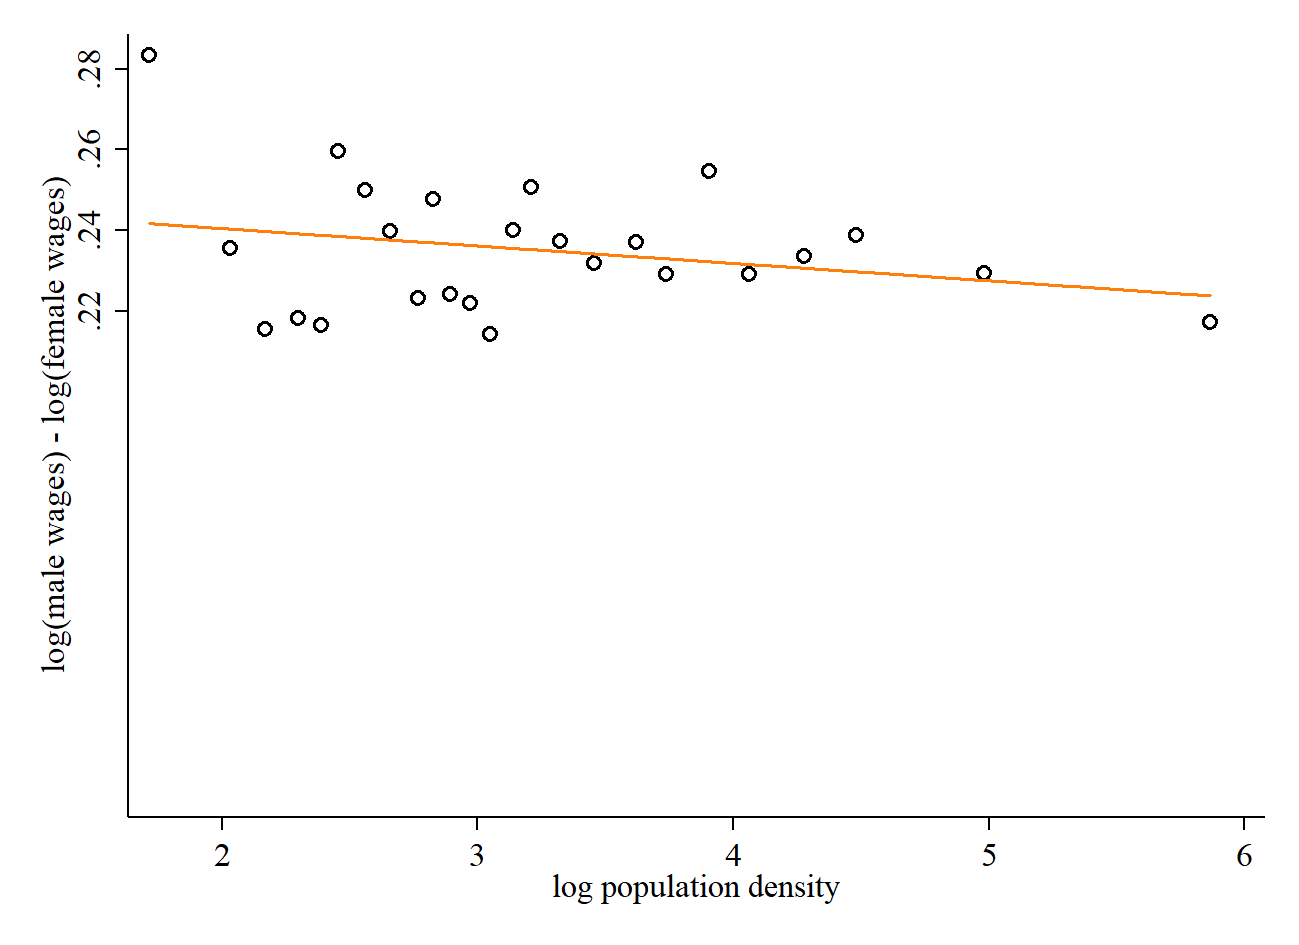 log(male wages) - log(female wages)
.28
.26
.24
.22
2 3 4 5 6
log population density